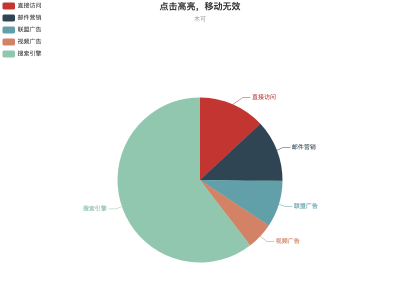 点击高亮，移动无效
木可
直接访问
邮件营销
联盟广告
视频广告
搜索引擎
直接访问
邮件营销
联盟广告
视频广告
搜索引擎